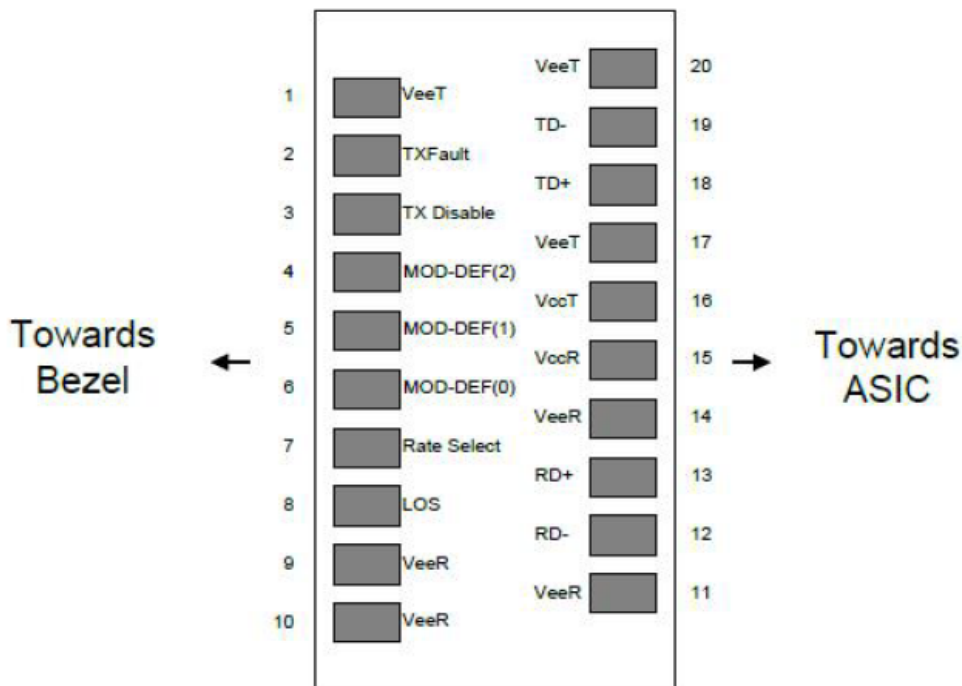 1 VeeT
2 TXFault
3 TX Disable
4 MOD-DEF(2)
5 MOD-DEF(1)
6 MOD-DEF(0)
7 Rate Select
8 LOS
9 VeeR
10 VeeR
Towards
Bezel
VeeT 20
TD- 19
TD+ 18
VeeT 17
VccT 16
VccR 15
VeeR 14
RD+ 13
RD- 12
VeeR 11
Towards
ASIC